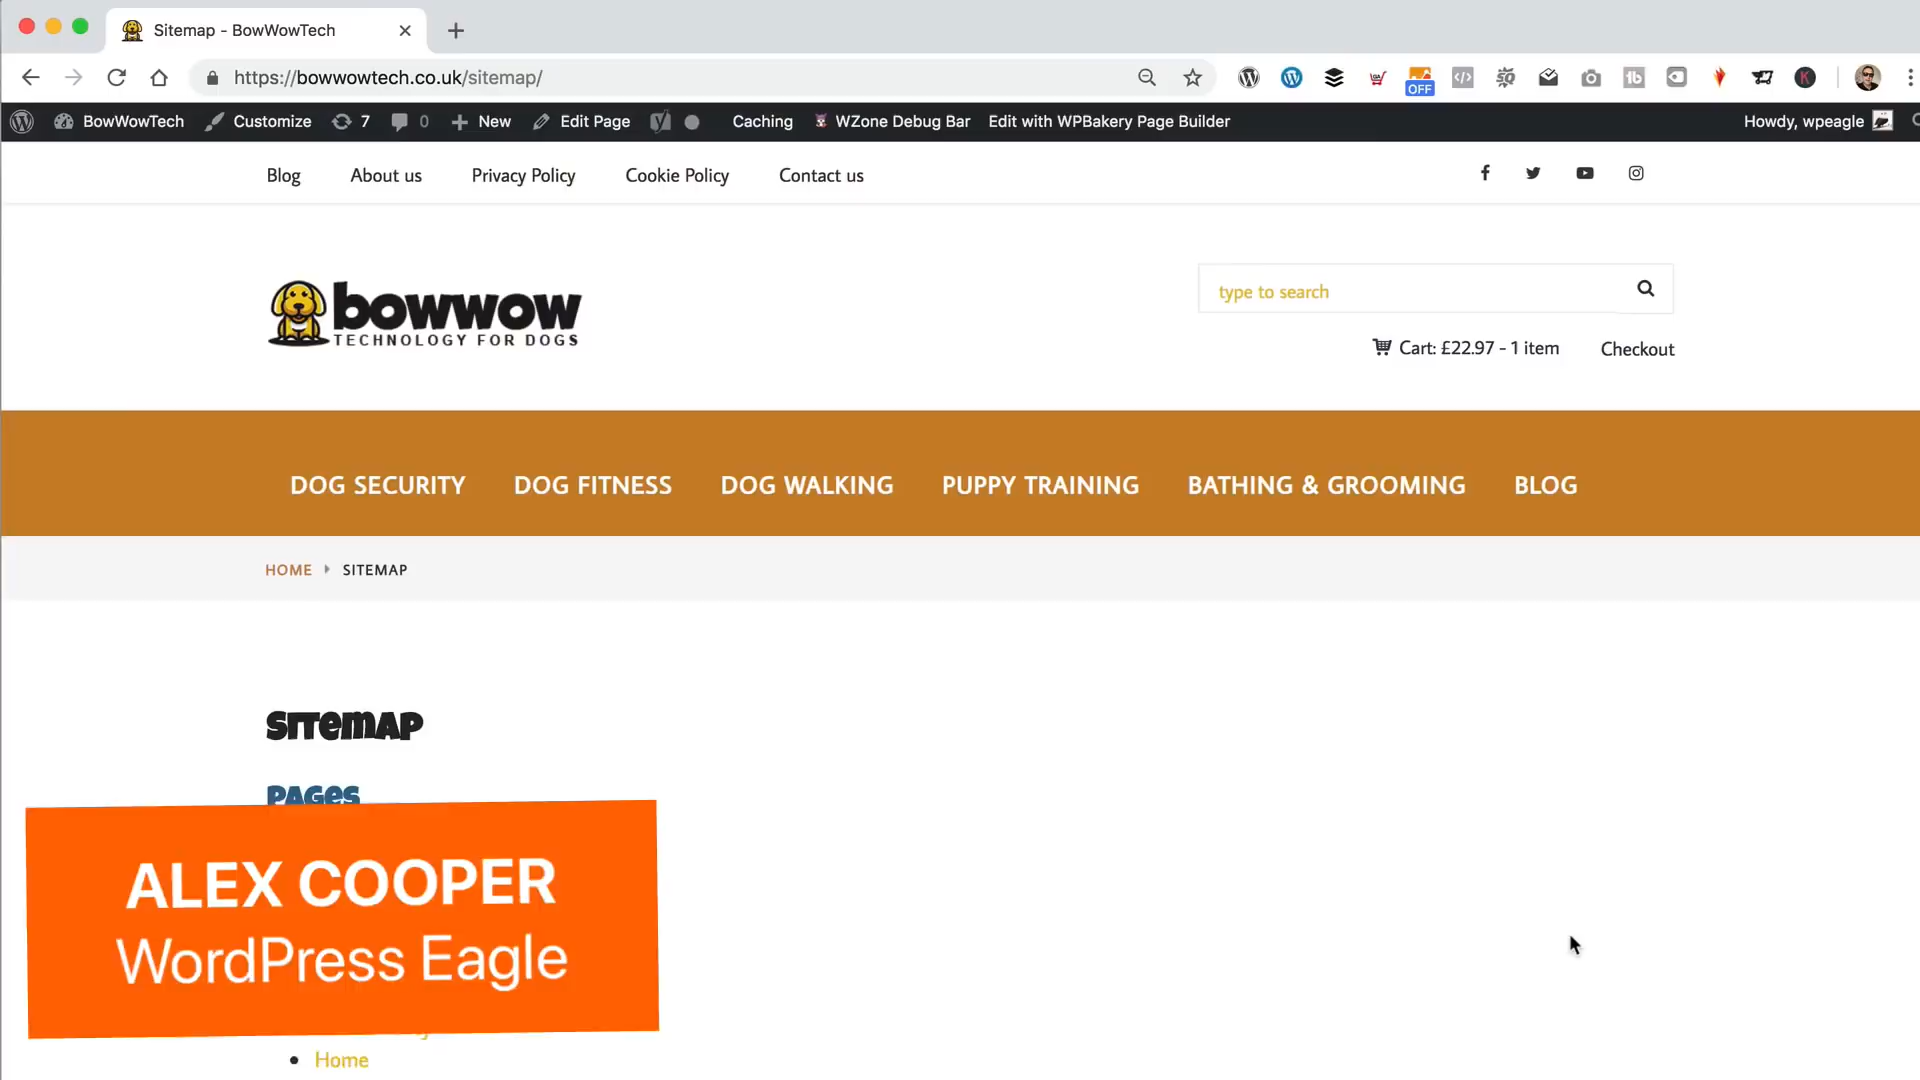 Sitemap - BowWowTech
https://bowwowtech.co.uk/sitemap/
OFF
BowWowTech Customize 7 0 New Edit Page Caching WZone Debug Bar Edit with WPBakery Page Builder Howdy, wpeagle
Blog About us Privacy Policy Cookie Policy Contact us
bowwow
TECHNOLOGY FOR DOGS
type to search
Cart: £22.97 - 1 item Checkout
DOG SECURITY DOG FITNESS DOG WALKING PUPPY TRAINING BATHING & GROOMING BLOG
HOME SITEMAP
Sitemap
Pages
ALEX COOPER
WordPress Eagle
Home